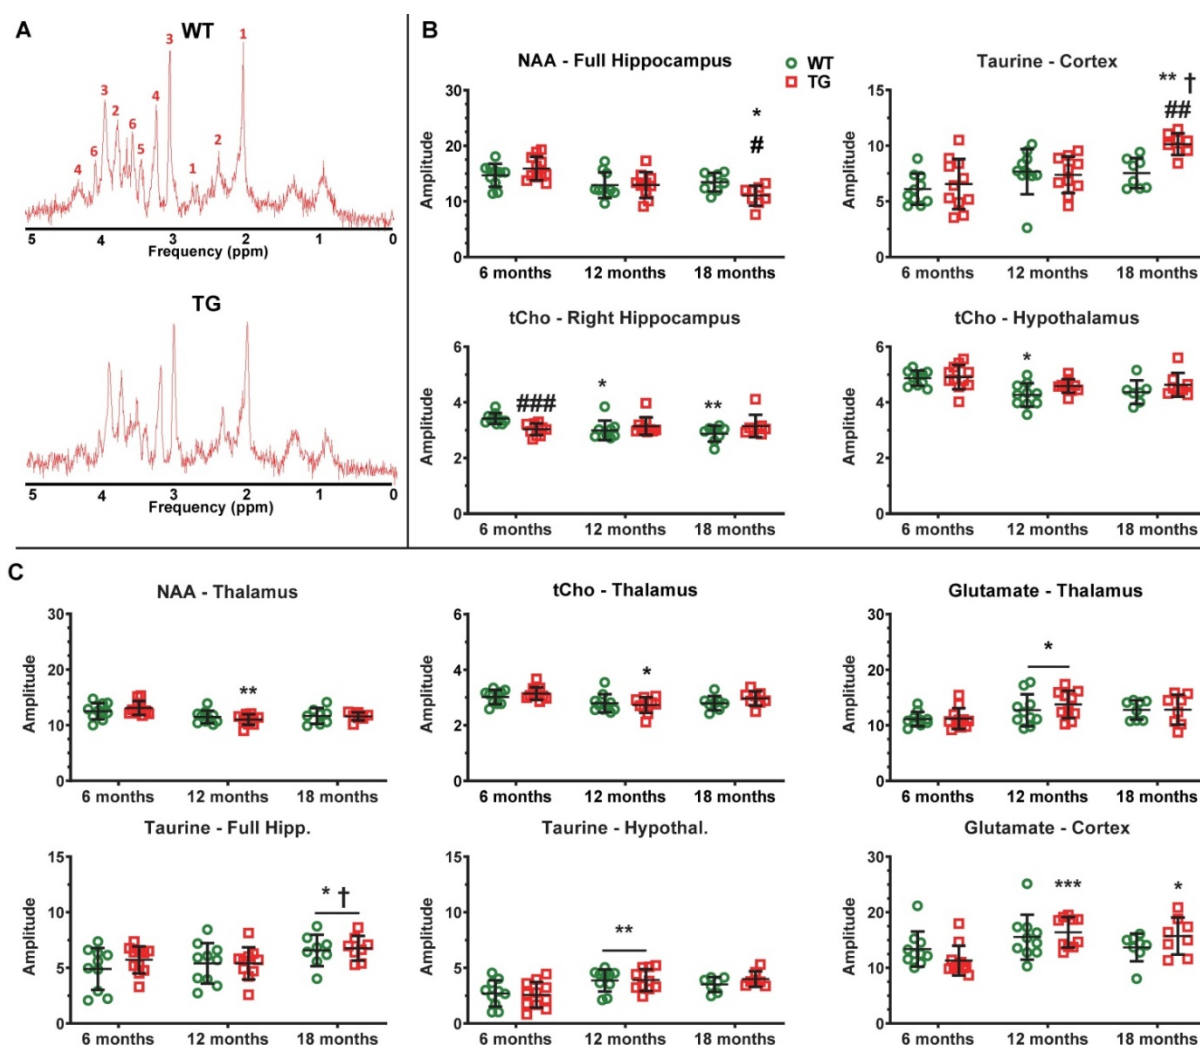 A
WT
3
1
3
4
2
6
2
6
4
5
1
5
4
3
2
1
0
Frequency (ppm)
TG
5
4
3
2
1
0
Frequency (ppm)
B
NAA - Full Hippocampus
WT
TG
Amplitude
30
20
10
0
*
#
6 months 12 months 18 months
Taurine - Cortex
Amplitude
15
10
5
0
** †
##
6 months 12 months 18 months
tCho - Right Hippocampus
Amplitude
6
4
2
0
###
*
**
6 months 12 months 18 months
tCho - Hypothalamus
Amplitude
6
4
2
0
*
6 months 12 months 18 months
C
NAA - Thalamus
Amplitude
30
20
10
0
**
6 months 12 months 18 months
tCho - Thalamus
Amplitude
6
4
2
0
*
6 months 12 months 18 months
Glutamate - Thalamus
Amplitude
30
20
10
0
*
6 months 12 months 18 months
Taurine - Full Hipp.
Amplitude
15
10
5
0
* †
6 months 12 months 18 months
Taurine - Hypothal.
Amplitude
15
10
5
0
**
6 months 12 months 18 months
Glutamate - Cortex
Amplitude
30
20
10
0
***
*
6 months 12 months 18 months